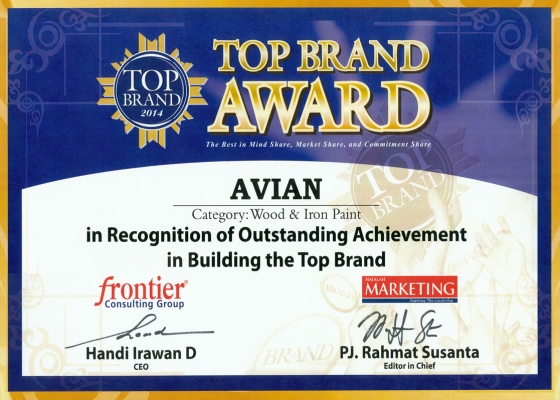 TOP
BRAND
2014
TOP BRAND
AWARD
The Best in Mind Share, Market Share, and Commitment Share
TOP
BRAND
AVIAN
Category: Wood & Iron Paint
in Recognition of Outstanding Achievement
in Building the Top Brand
frontier®
Consulting Group
MAJALAH
MARKETING
BRAND
Handi Irawan D
CEO
PJ. Rahmat Susanta
Editor in Chief
BRAND